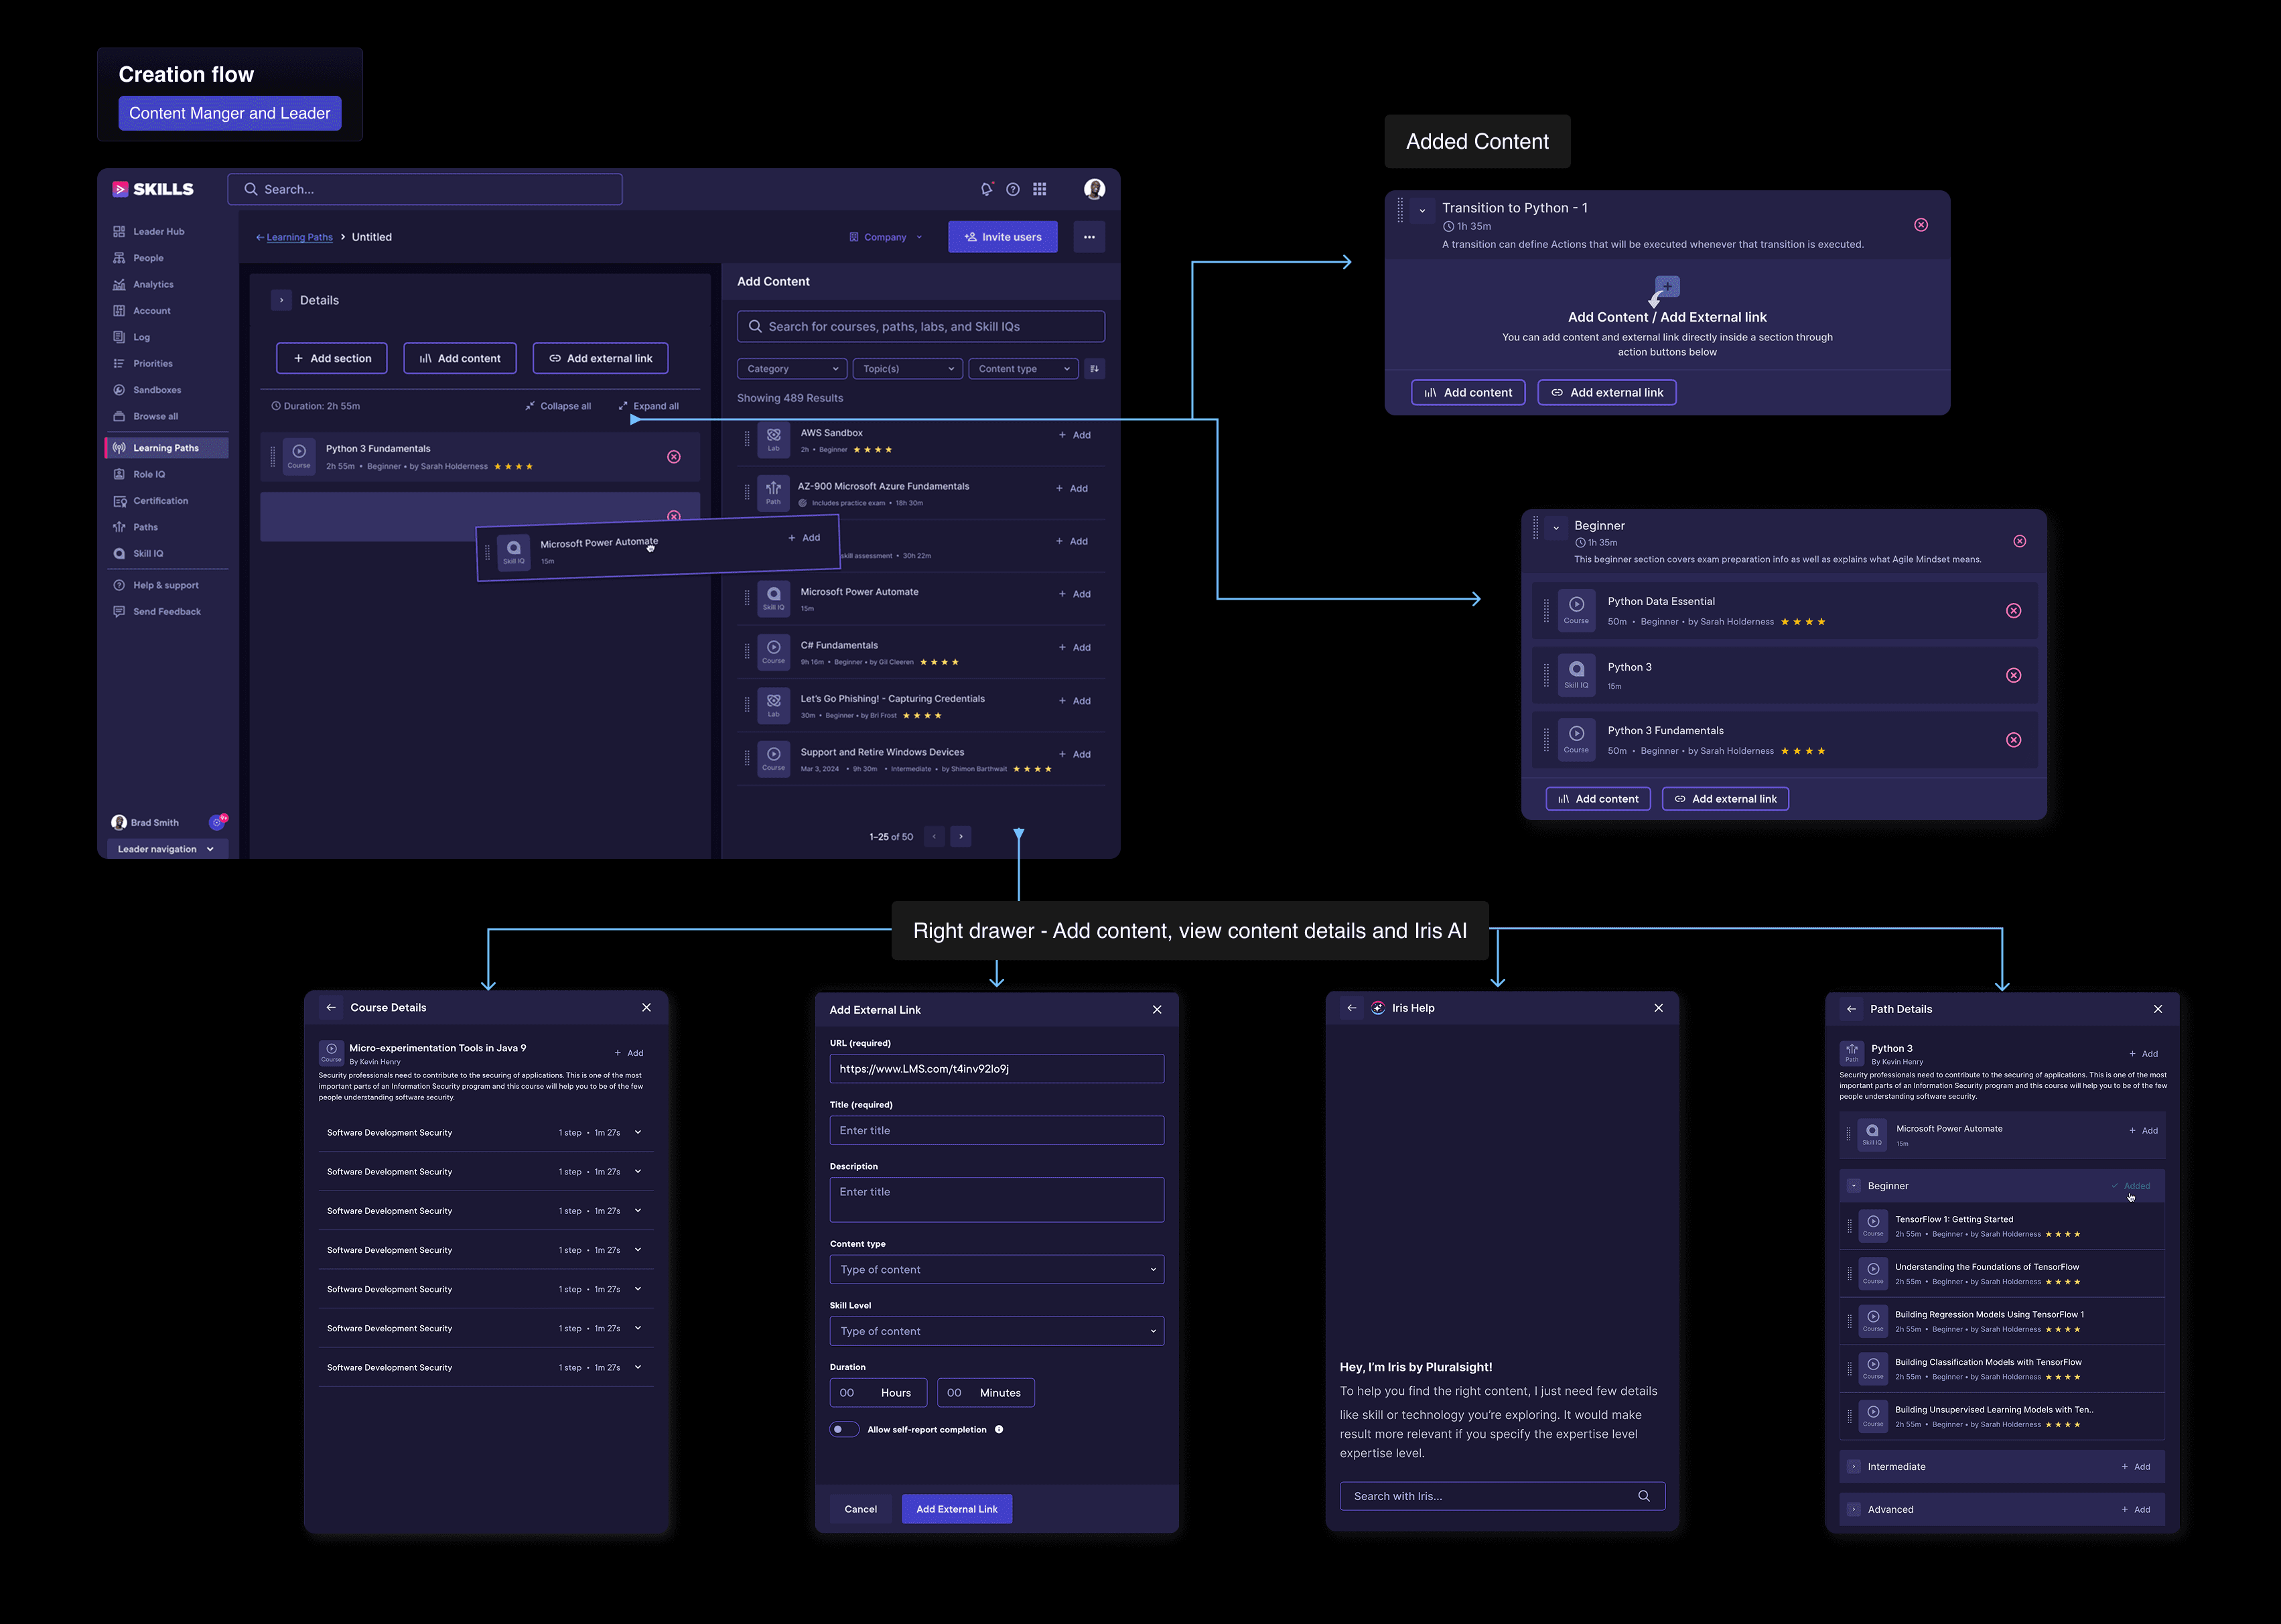 Creation flow
Content Manger and Leader
SKILLS
Search...
Leader Hub
People
Analytics
Account
Log
Priorities
Sandboxes
Browse all
Learning Paths
Role IQ
Certification
Paths
Skill IQ
Help & support
Send Feedback
Brad Smith
9+
Leader navigation
Learning Paths > Untitled
Company
Invite users
Details
+ Add section
Add content
Add external link
Duration: 2h 55m
Collapse all
Expand all
Course
Python 3 Fundamentals
2h 55m • Beginner • by Sarah Holderness
Skill IQ
Microsoft Power Automate
15m
+ Add
Add Content
Search for courses, paths, labs, and Skill IQs
Category
Topic(s)
Content type
Showing 489 Results
Lab
AWS Sandbox
2h • Beginner
+ Add
Path
AZ-900 Microsoft Azure Fundamentals
Includes practice exam • 18h 30m
+ Add
skill assessment • 30h 22m
+ Add
Skill IQ
Microsoft Power Automate
15m
+ Add
Course
C# Fundamentals
9h 16m • Beginner • by Gil Cleeren
+ Add
Lab
Let's Go Phishing! - Capturing Credentials
30m • Beginner • by Bri Frost
+ Add
Course
Support and Retire Windows Devices
Mar 3, 2024 • 9h 30m • Intermediate • by Shimon Barthwait
+ Add
1-25 of 50
Added Content
Transition to Python - 1
1h 35m
A transition can define Actions that will be executed whenever that transition is executed.
Add Content / Add External link
You can add content and external link directly inside a section through
action buttons below
Add content
Add external link
Beginner
1h 35m
This beginner section covers exam preparation info as well as explains what Agile Mindset means.
Course
Python Data Essential
50m • Beginner • by Sarah Holderness
Skill IQ
Python 3
15m
Course
Python 3 Fundamentals
50m • Beginner • by Sarah Holderness
Add content
Add external link
Right drawer - Add content, view content details and Iris AI
Course Details
Course
Micro-experimentation Tools in Java 9
By Kevin Henry
+ Add
Security professionals need to contribute to the securing of applications. This is one of the most
important parts of an Information Security program and this course will help you to be of the few
people understanding software security.
Software Development Security 1 step • 1m 27s
Software Development Security 1 step • 1m 27s
Software Development Security 1 step • 1m 27s
Software Development Security 1 step • 1m 27s
Software Development Security 1 step • 1m 27s
Software Development Security 1 step • 1m 27s
Software Development Security 1 step • 1m 27s
Add External Link
URL (required)
https://www.LMS.com/t4inv92lo9j
Title (required)
Enter title
Description
Enter title
Content type
Type of content
Skill Level
Type of content
Duration
00 Hours
00 Minutes
Allow self-report completion
Cancel
Add External Link
Iris Help
Hey, I'm Iris by Pluralsight!
To help you find the right content, I just need few details
like skill or technology you're exploring. It would make
result more relevant if you specify the expertise level
expertise level.
Search with Iris...
Path Details
Path
Python 3
By Kevin Henry
+ Add
Security professionals need to contribute to the securing of applications. This is one of the most
important parts of an Information Security program and this course will help you to be of the few
people understanding software security.
Skill IQ
Microsoft Power Automate
15m
+ Add
Beginner
Added
Course
TensorFlow 1: Getting Started
2h 55m • Beginner • by Sarah Holderness
Course
Understanding the Foundations of TensorFlow
2h 55m • Beginner • by Sarah Holderness
Course
Building Regression Models Using TensorFlow 1
2h 55m • Beginner • by Sarah Holderness
Course
Building Classification Models with TensorFlow
2h 55m • Beginner • by Sarah Holderness
Course
Building Unsupervised Learning Models with Ten..
2h 55m • Beginner • by Sarah Holderness
Intermediate
+ Add
Advanced
+ Add